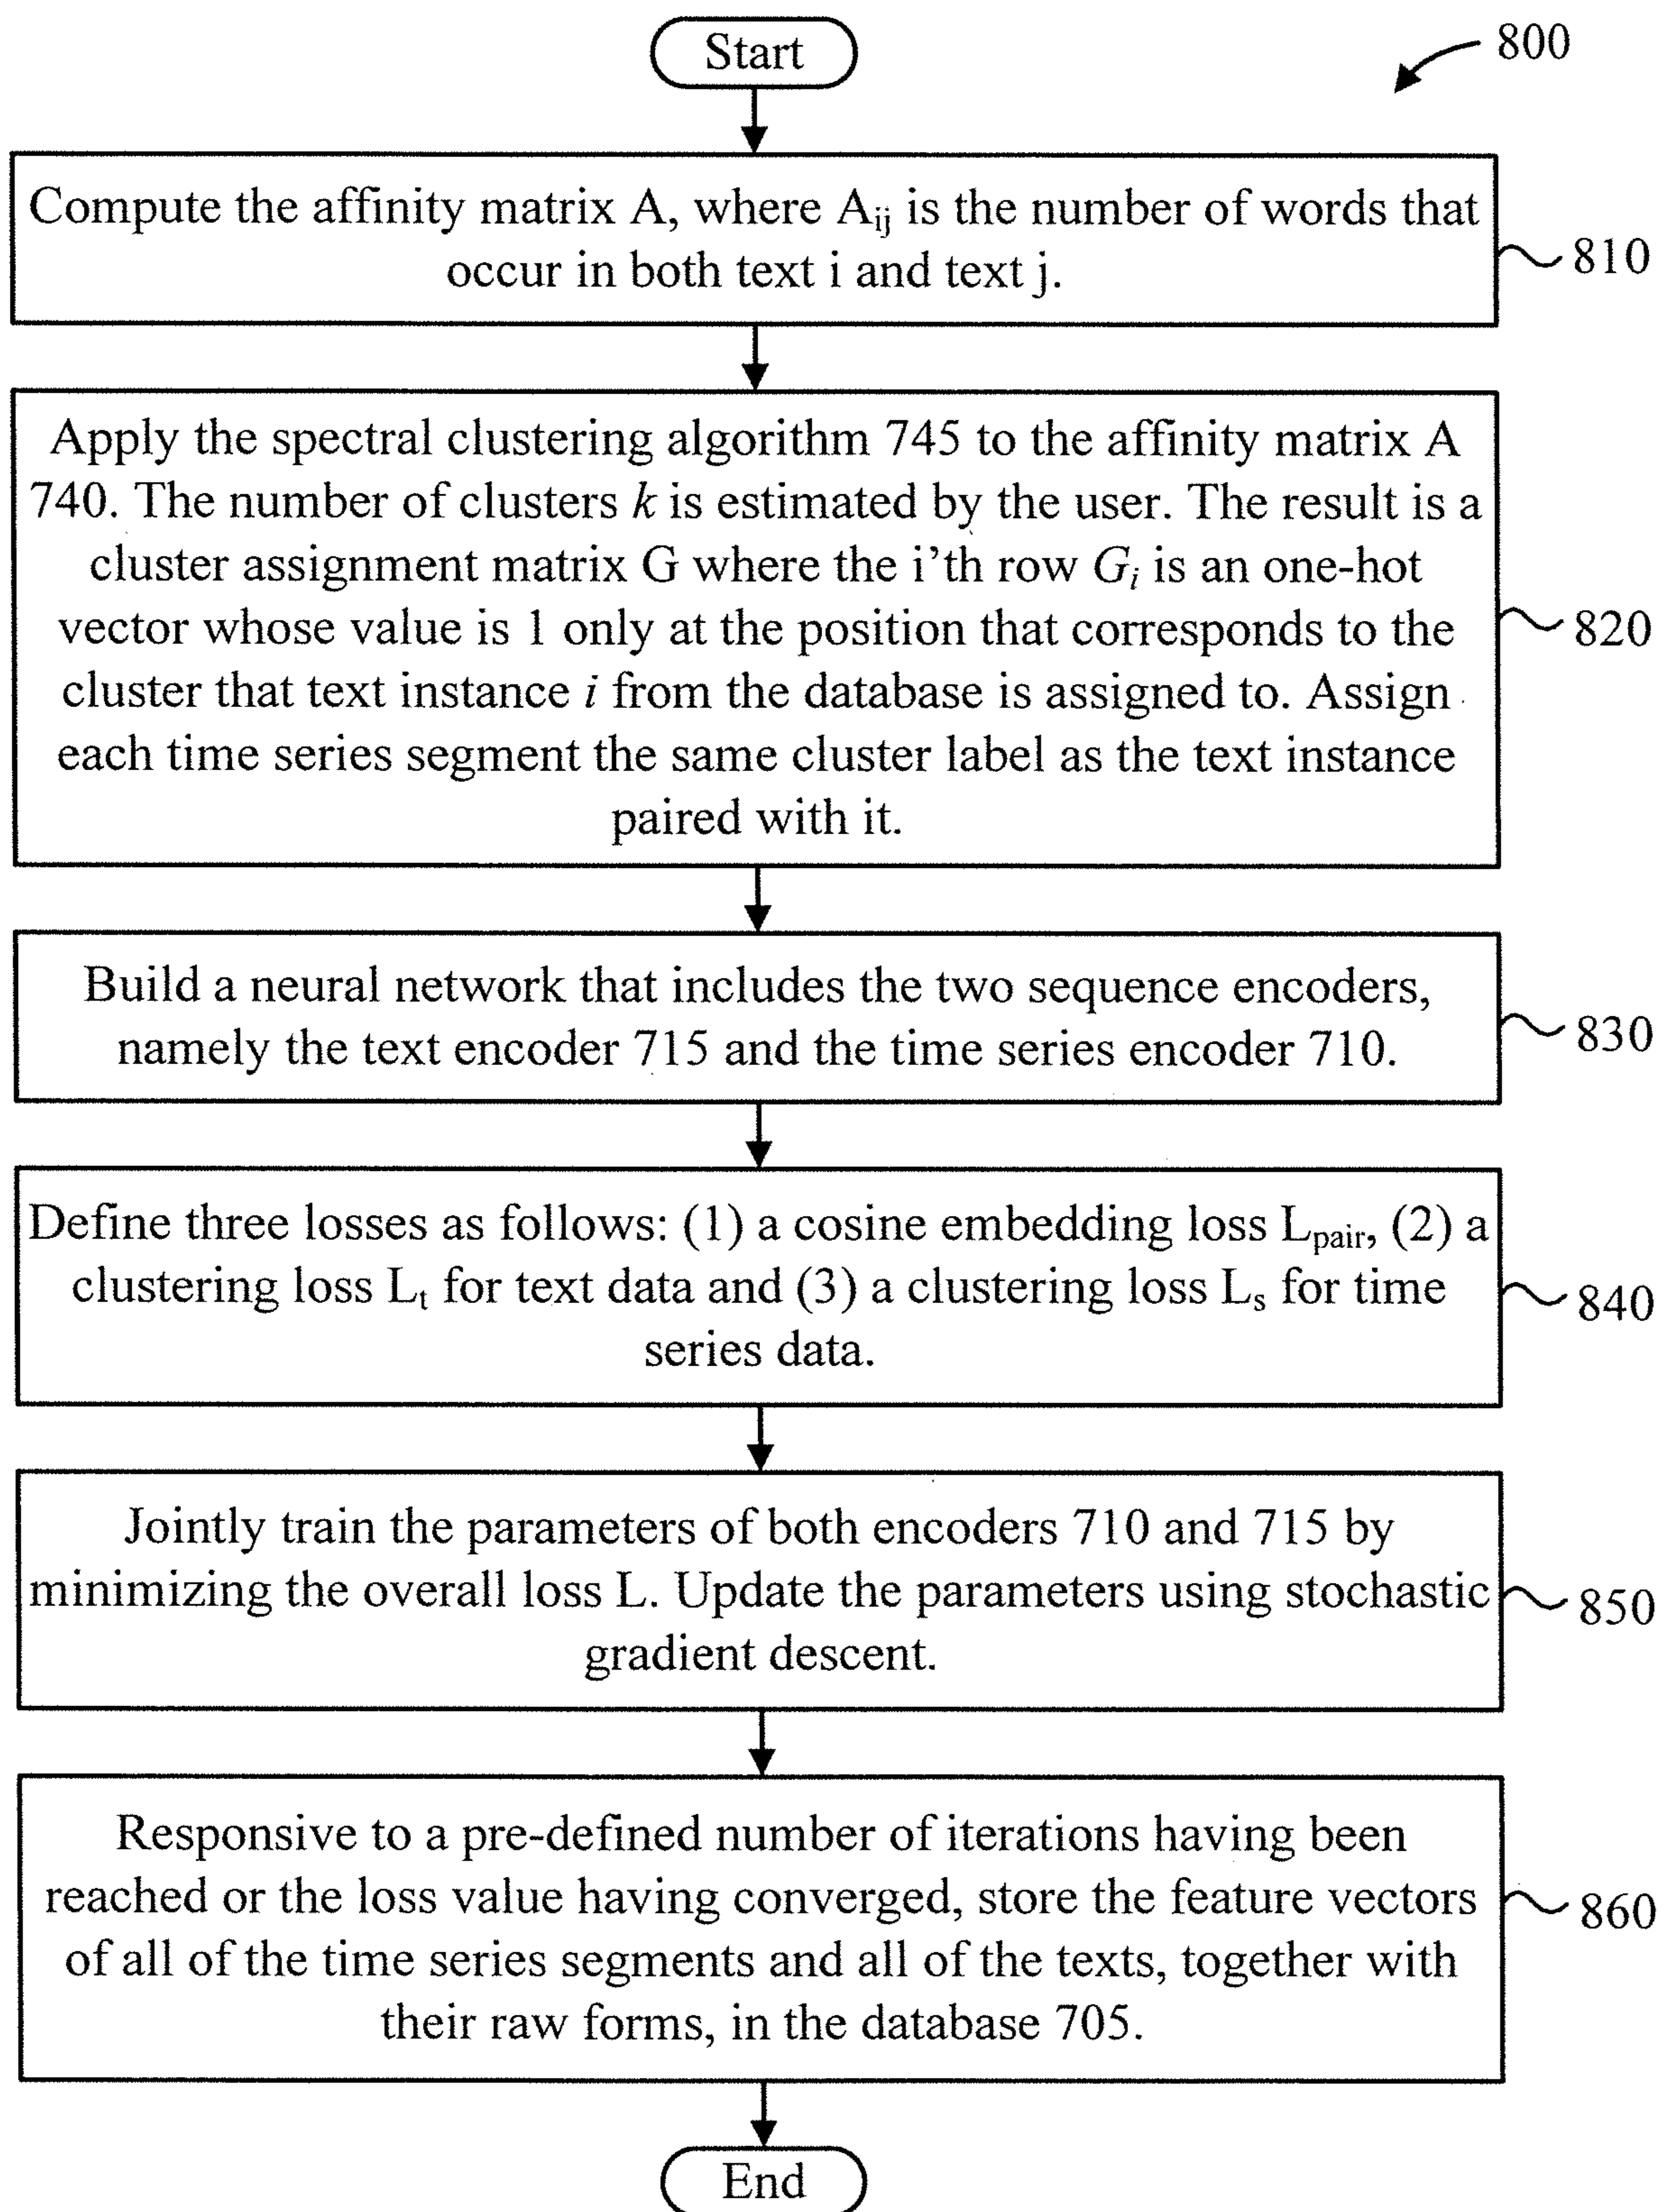 Start
800
Compute the affinity matrix A, where Aij is the number of words that
occur in both text i and text j.
810
Apply the spectral clustering algorithm 745 to the affinity matrix A
740. The number of clusters k is estimated by the user. The result is a
cluster assignment matrix G where the i'th row Gi is an one-hot
vector whose value is 1 only at the position that corresponds to the
cluster that text instance i from the database is assigned to. Assign
each time series segment the same cluster label as the text instance
paired with it.
820
Build a neural network that includes the two sequence encoders,
namely the text encoder 715 and the time series encoder 710.
830
Define three losses as follows: (1) a cosine embedding loss Lpair, (2) a
clustering loss Lt for text data and (3) a clustering loss Ls for time
series data.
840
Jointly train the parameters of both encoders 710 and 715 by
minimizing the overall loss L. Update the parameters using stochastic
gradient descent.
850
Responsive to a pre-defined number of iterations having been
reached or the loss value having converged, store the feature vectors
of all of the time series segments and all of the texts, together with
their raw forms, in the database 705.
860
End